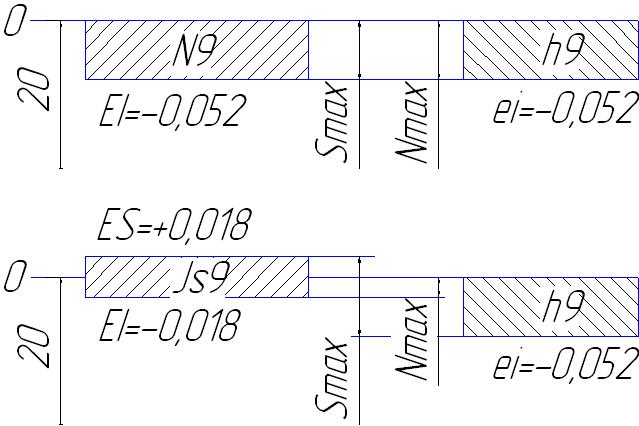 0
N9
h9
20
EI=–0,052
Smax
Nmax
ei=–0,052
ES=+0,018
0
Js9
h9
20
EI=–0,018
Smax
Nmax
ei=–0,052